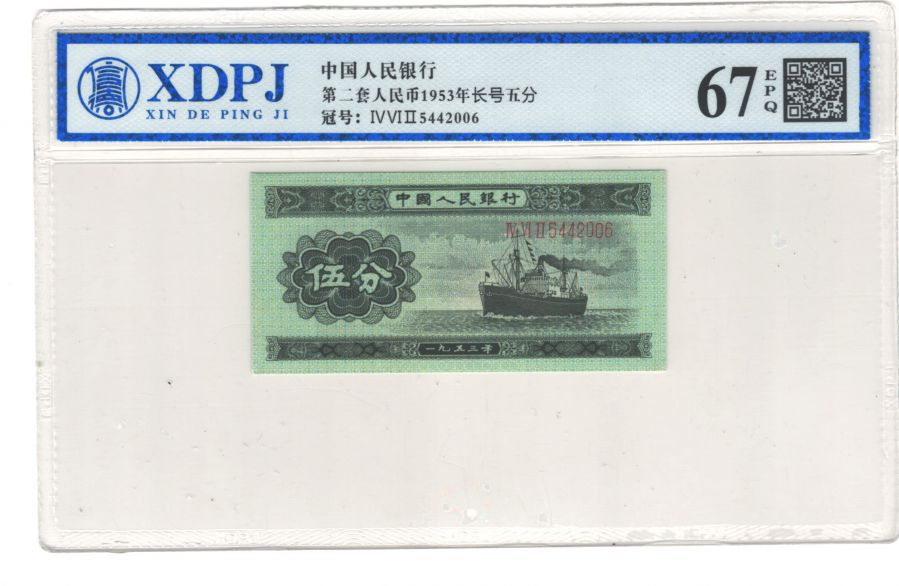 XDPJ
XIN DE PING JI
中国人民银行
第二套人民币1953年长号五分
冠号：ⅣⅥⅡ5442006
67
EPQ
中國人民銀行
ⅣⅥⅡ5442006
伍分
一九五三年